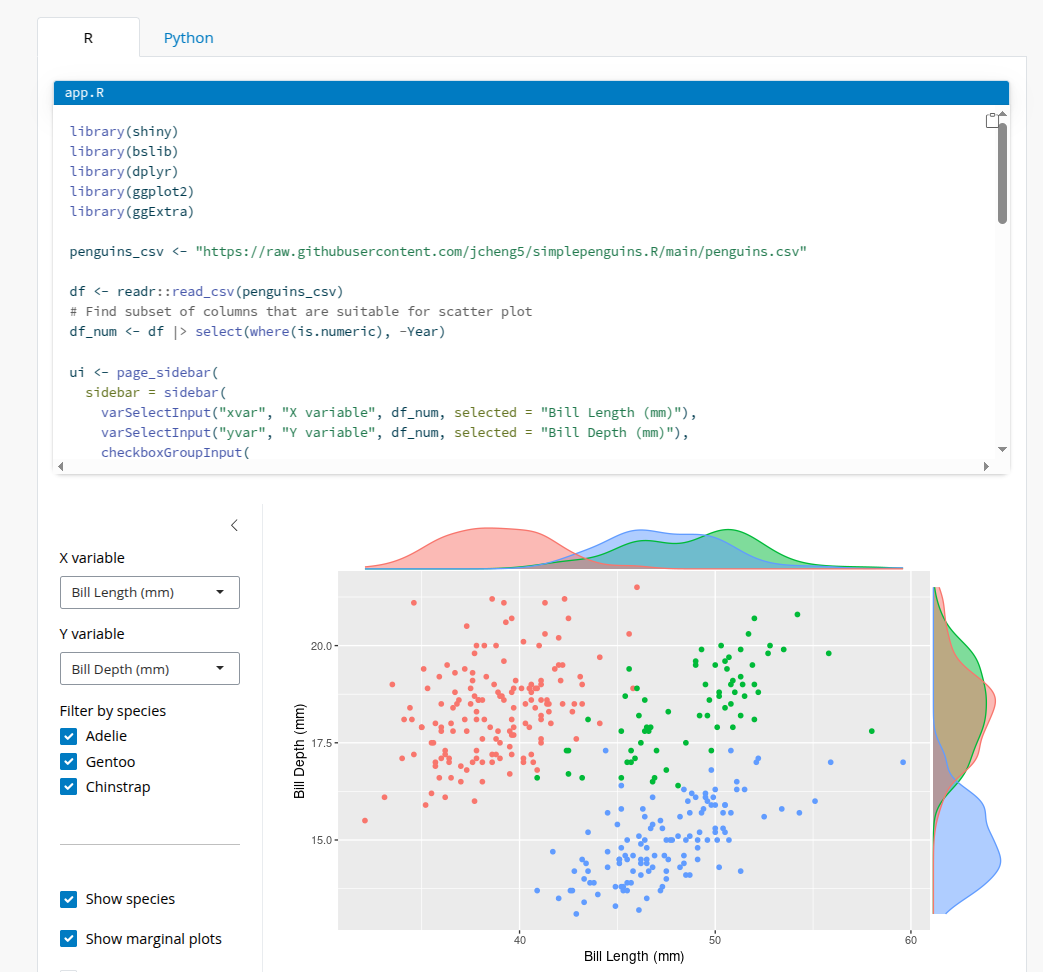 R
Python
app.R
library(shiny)
library(bslib)
library(dplyr)
library(ggplot2)
library(ggExtra)
penguins_csv <- "https://raw.githubusercontent.com/jcheng5/simplepenguins.R/main/penguins.csv"
df <- readr::read_csv(penguins_csv)
# Find subset of columns that are suitable for scatter plot
df_num <- df |> select(where(is.numeric), -Year)
ui <- page_sidebar(
  sidebar = sidebar(
    varSelectInput("xvar", "X variable", df_num, selected = "Bill Length (mm)"),
    varSelectInput("yvar", "Y variable", df_num, selected = "Bill Depth (mm)"),
    checkboxGroupInput(
X variable
Bill Length (mm)
Y variable
Bill Depth (mm)
Filter by species
Adelie
Gentoo
Chinstrap
Show species
Show marginal plots
Bill Depth (mm)
20.0
17.5
15.0
40
50
60
Bill Length (mm)